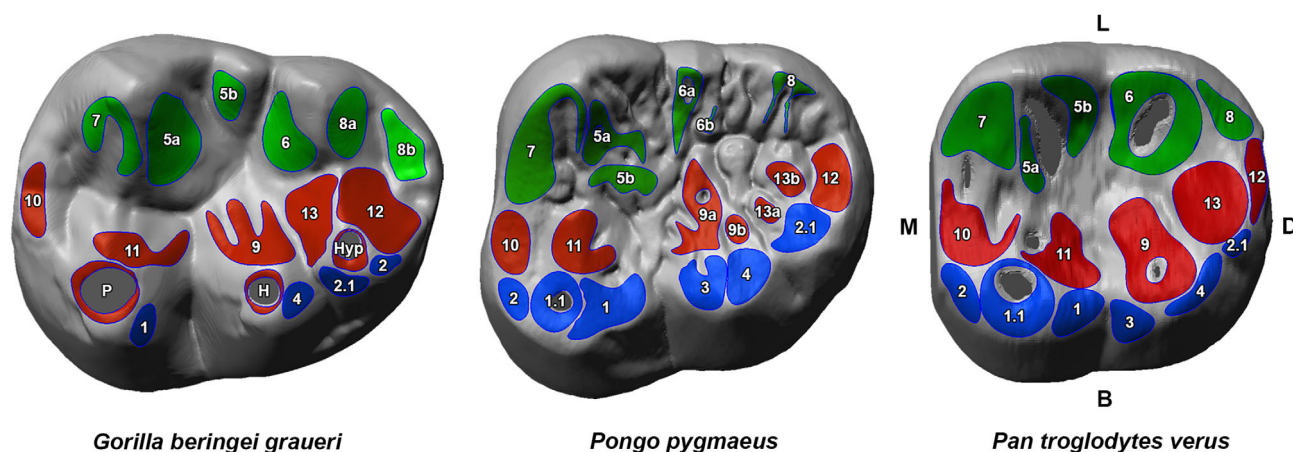 L
7
5a
5b
6
8a
8b
10
11
9
13
12
Hyp
P
H
4
2.1
2
1
7
5a
5b
6a
6b
8
10
11
9a
9b
13a
13b
12
2.1
2
1.1
1
3
4
7
5a
5b
6
8
12
13
10
11
9
2.1
4
2
1.1
1
3
M
D
B
Gorilla beringei graueri
Pongo pygmaeus
Pan troglodytes verus